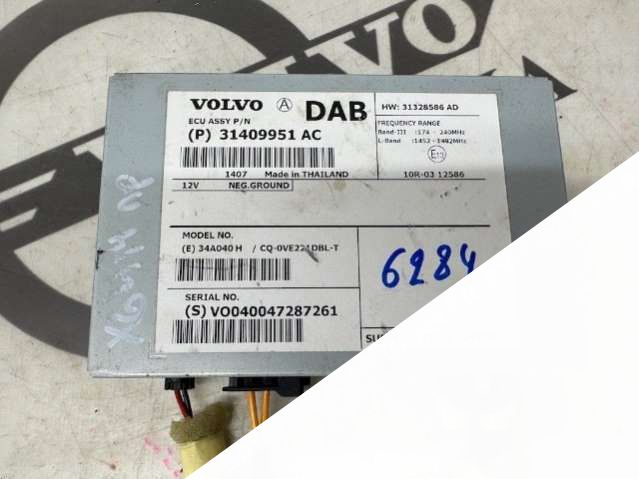 VOLVO A DAB
HW: 31328586 AD
ECU ASSY P/N
(P) 31409951 AC
FREQUENCY RANGE
Band-III :174 - 240MHz
L-Band :1452-1492MHz
1407 Made in THAILAND
10R-03 12586
12V NEG.GROUND
MODEL NO.
(E) 34A040H / CQ-0VE221DBL-T
6284
SERIAL NO.
(S) VO040047287261